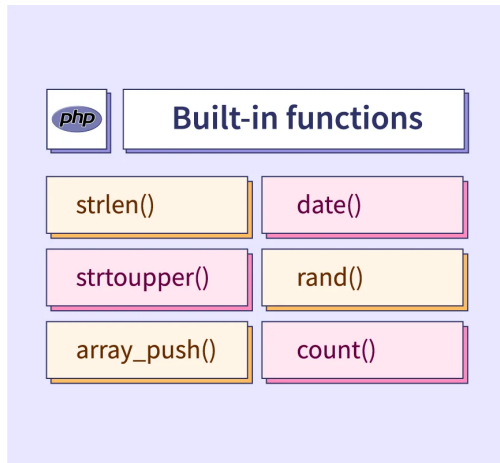 php
Built-in functions
strlen()
date()
strtoupper()
rand()
array_push()
count()